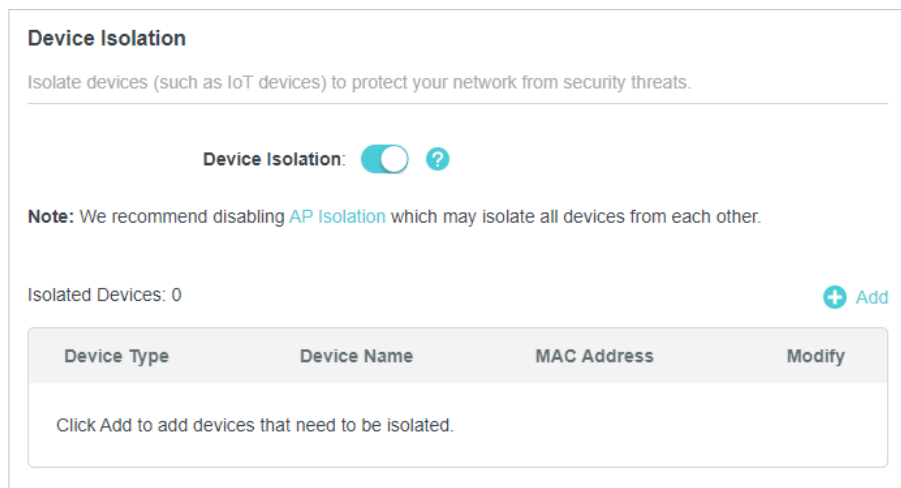 Device Isolation
Isolate devices (such as IoT devices) to protect your network from security threats.
Device Isolation: ?
Note: We recommend disabling AP Isolation which may isolate all devices from each other.
Isolated Devices: 0 Add
Device Type Device Name MAC Address Modify
Click Add to add devices that need to be isolated.